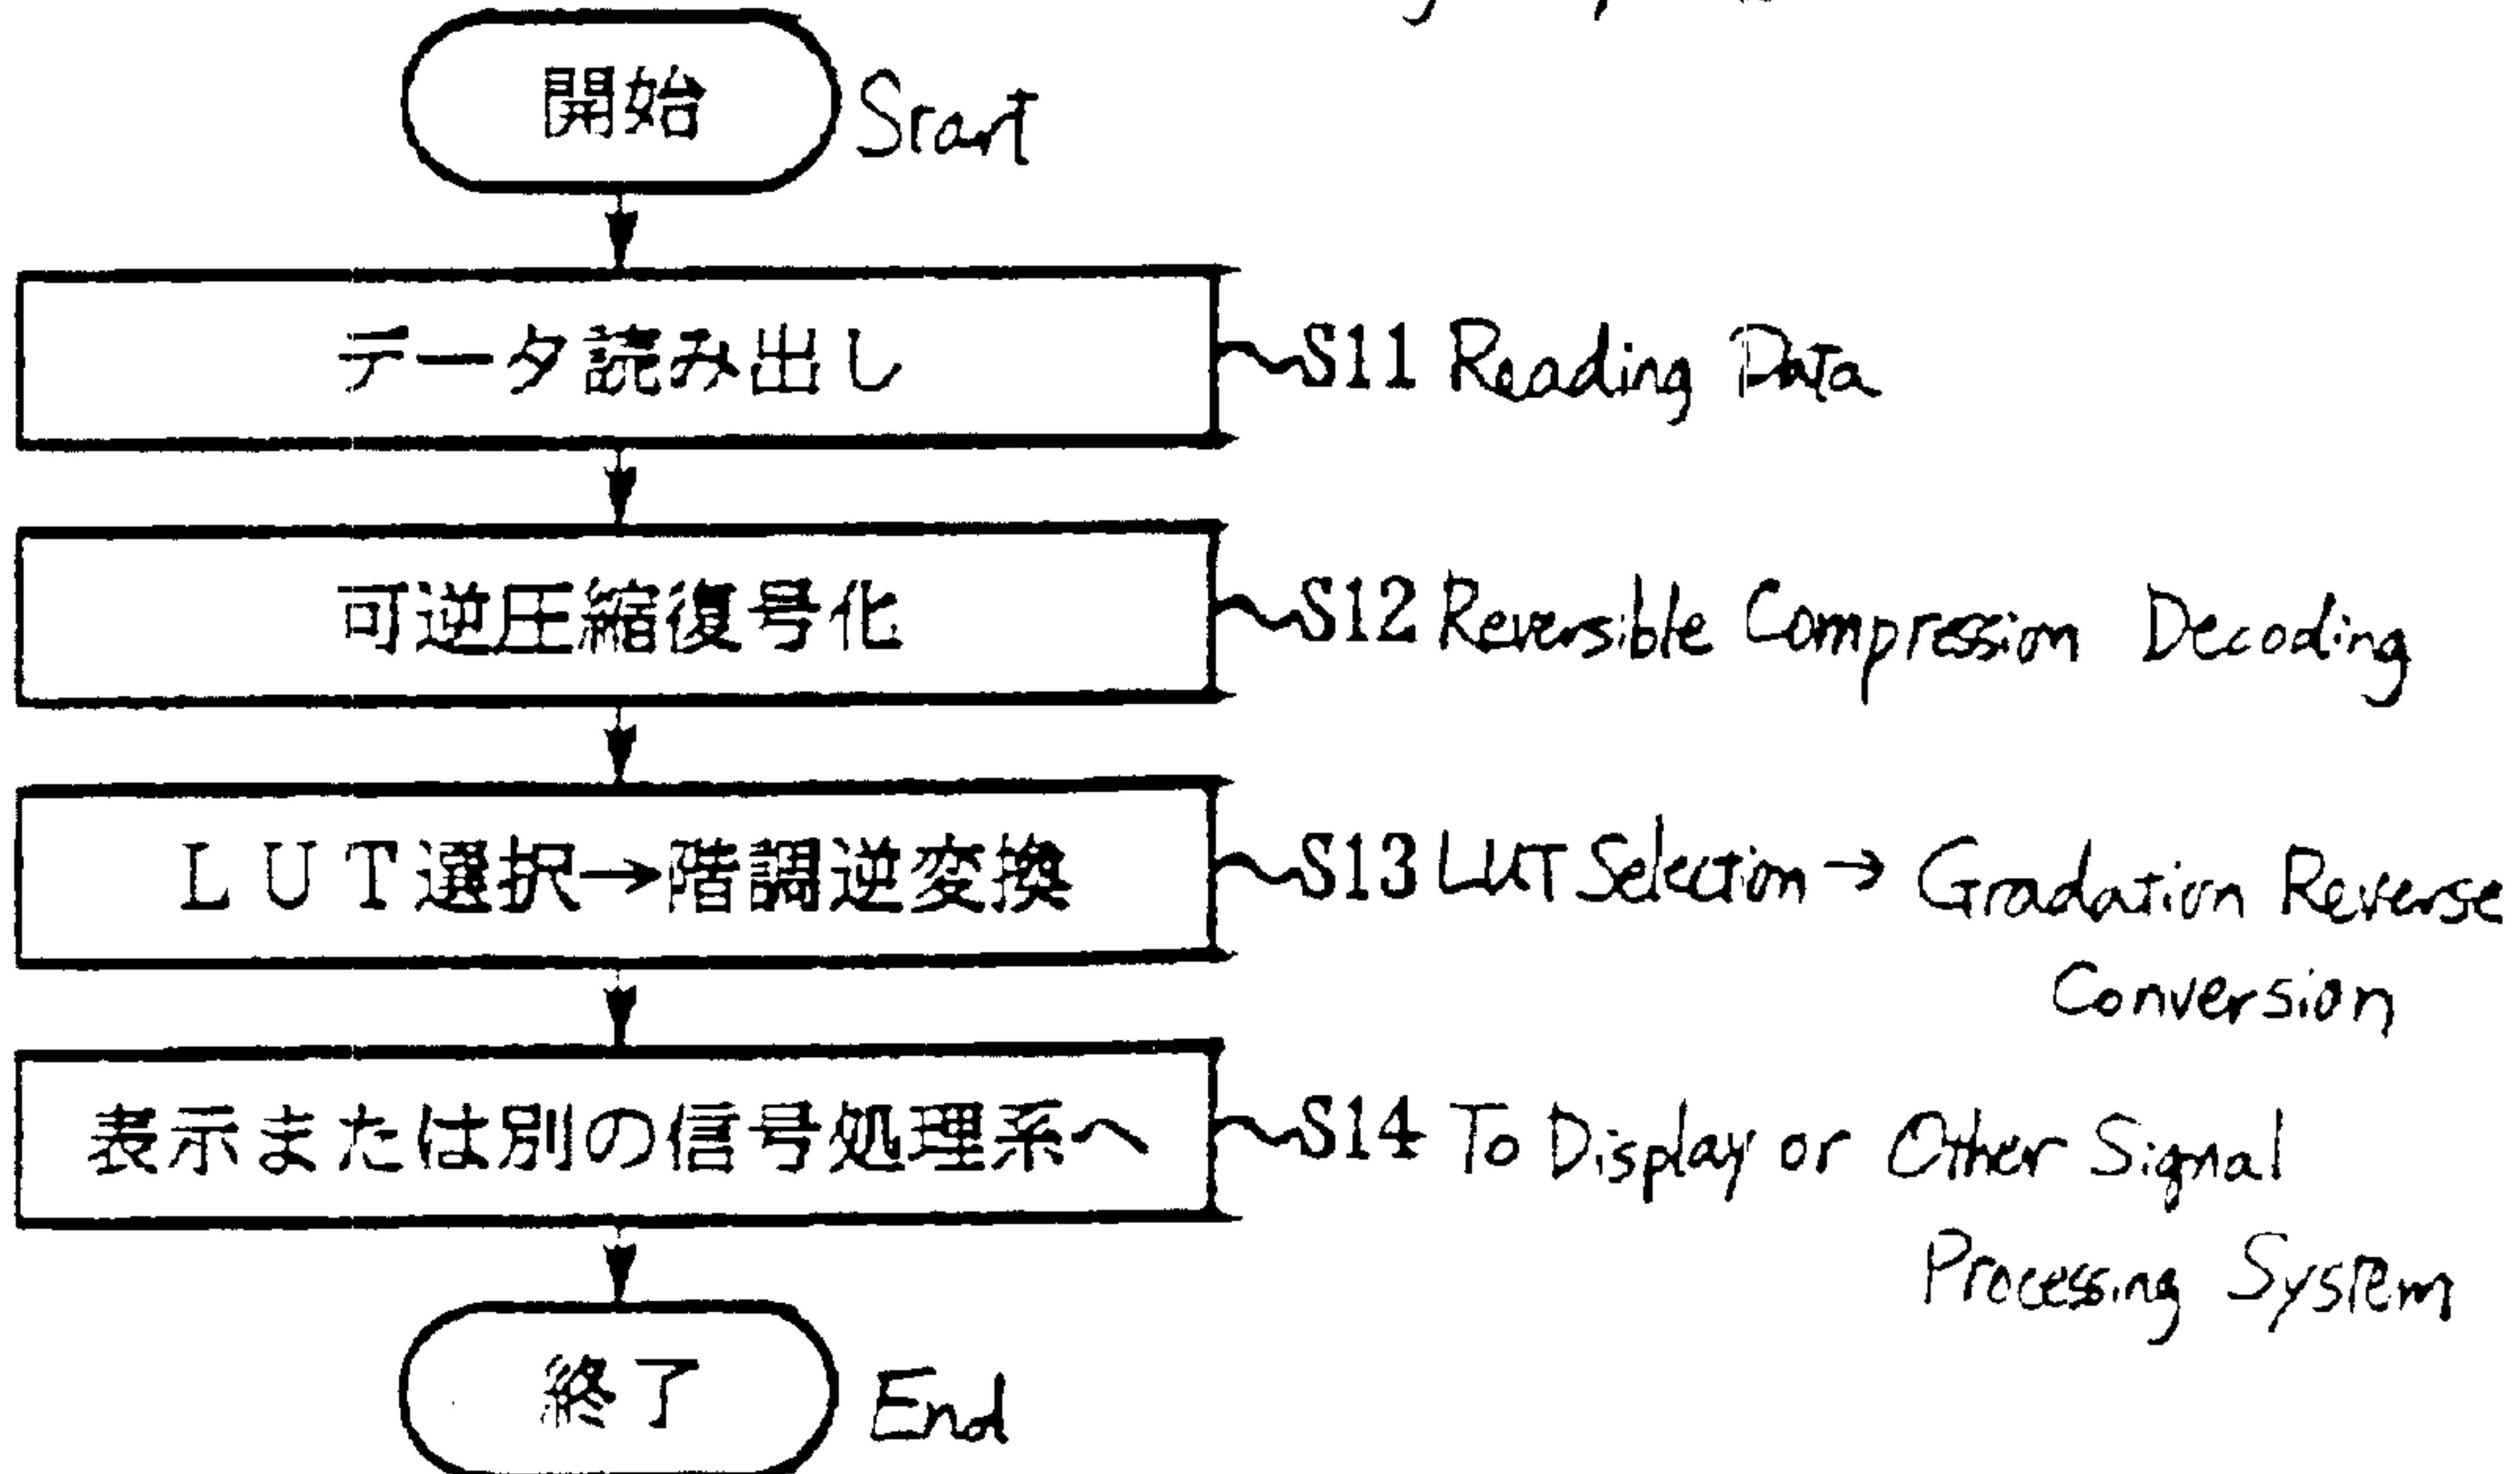 開始 Start
データ読み出し S11 Reading Data
可逆圧縮復号化 S12 Reversible Compression Decoding
LUT選択→階調逆変換 S13 LUT Selection → Gradation Reverse
Conversion
表示または別の信号処理系へ S14 To Display or Other Signal
Processing System
終了 End